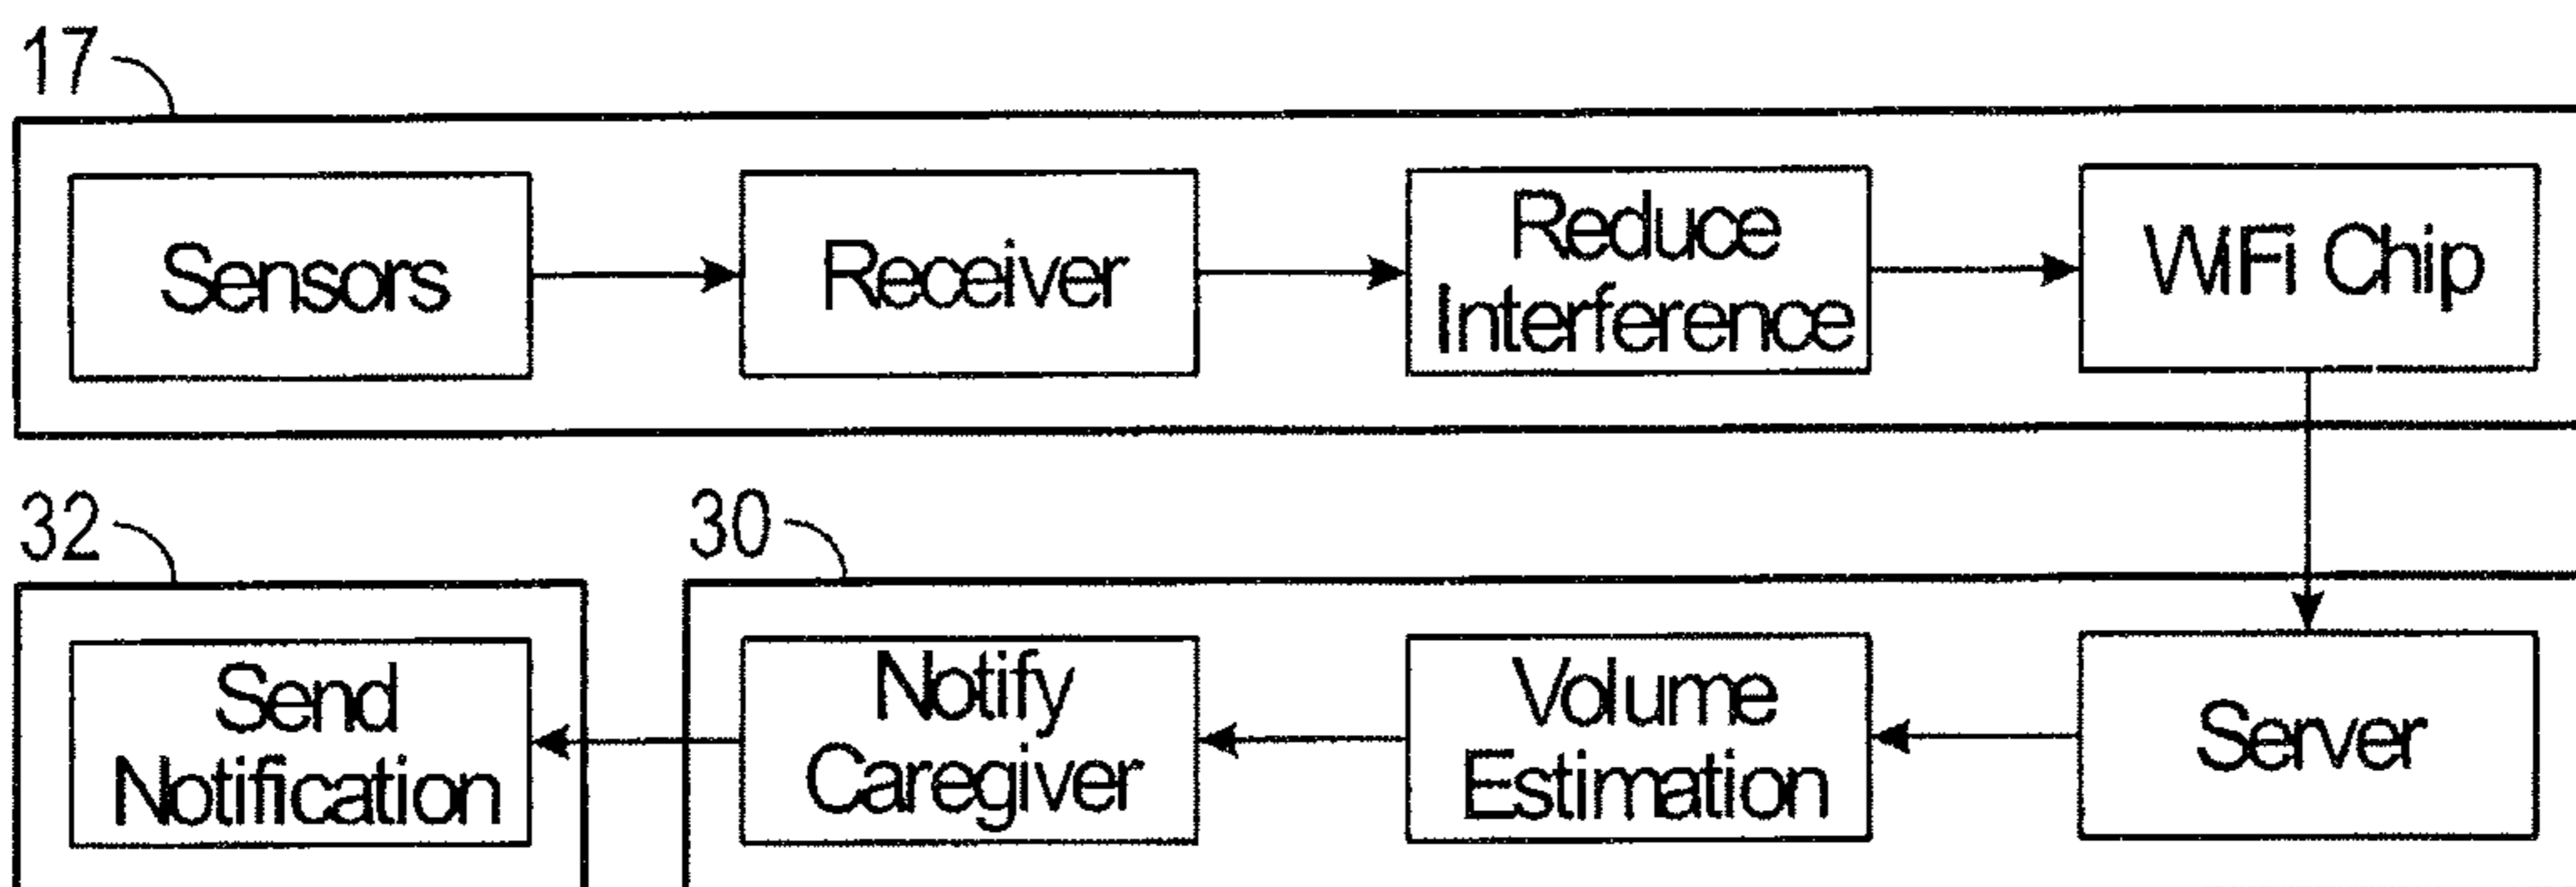 17
Sensors
Receiver
Reduce
Interference
WiFi Chip
32
30
Send
Notification
Notify
Caregiver
Volume
Estimation
Server